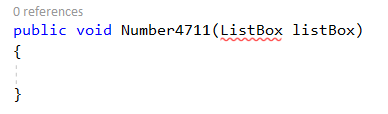 0 references
public void Number4711(ListBox listBox)
{
}